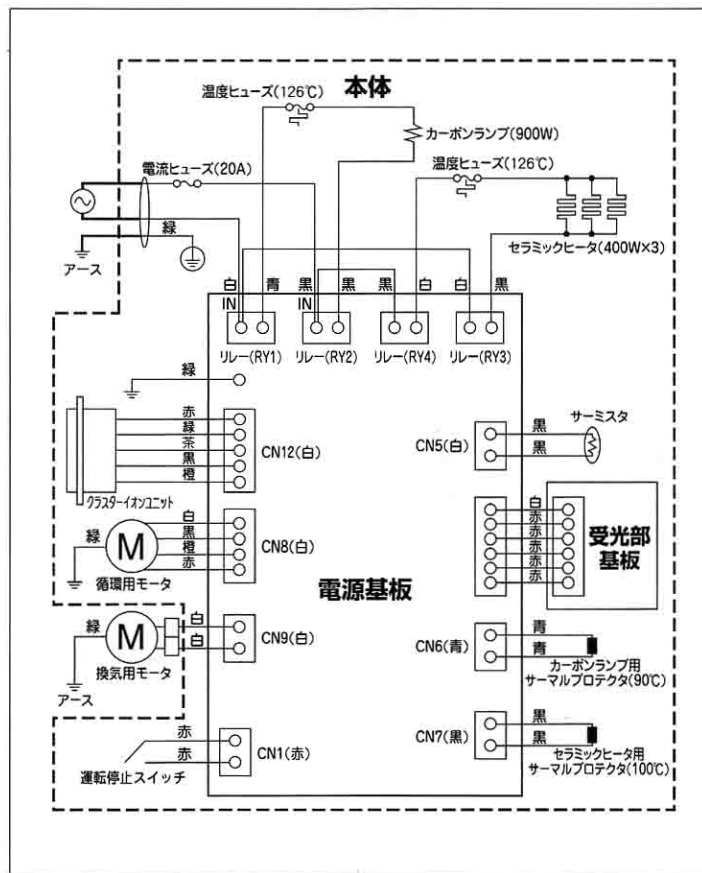 本体
温度ヒューズ(126℃)
カーボンランプ(900W)
電流ヒューズ(20A)
温度ヒューズ(126℃)
緑
アース
セラミックヒータ(400W×3)
白 青 黒 黒 黒 白 白 黒
IN IN
リレー(RY1) リレー(RY2) リレー(RY4) リレー(RY3)
緑
赤
緑
茶
黒
橙
CN12(白)
クラスターイオンユニット
サーミスタ
黒
黒
CN5(白)
白
黒
橙
赤
緑
M
CN8(白)
循環用モータ
電源基板
白
赤
赤
赤
赤
赤
受光部
基板
緑
M
白
白
CN9(白)
換気用モータ
アース
CN6(青)
青
青
カーボンランプ用
サーマルプロテクタ(90℃)
赤
赤
CN1(赤)
運転停止スイッチ
CN7(黒)
黒
黒
セラミックヒータ用
サーマルプロテクタ(100℃)